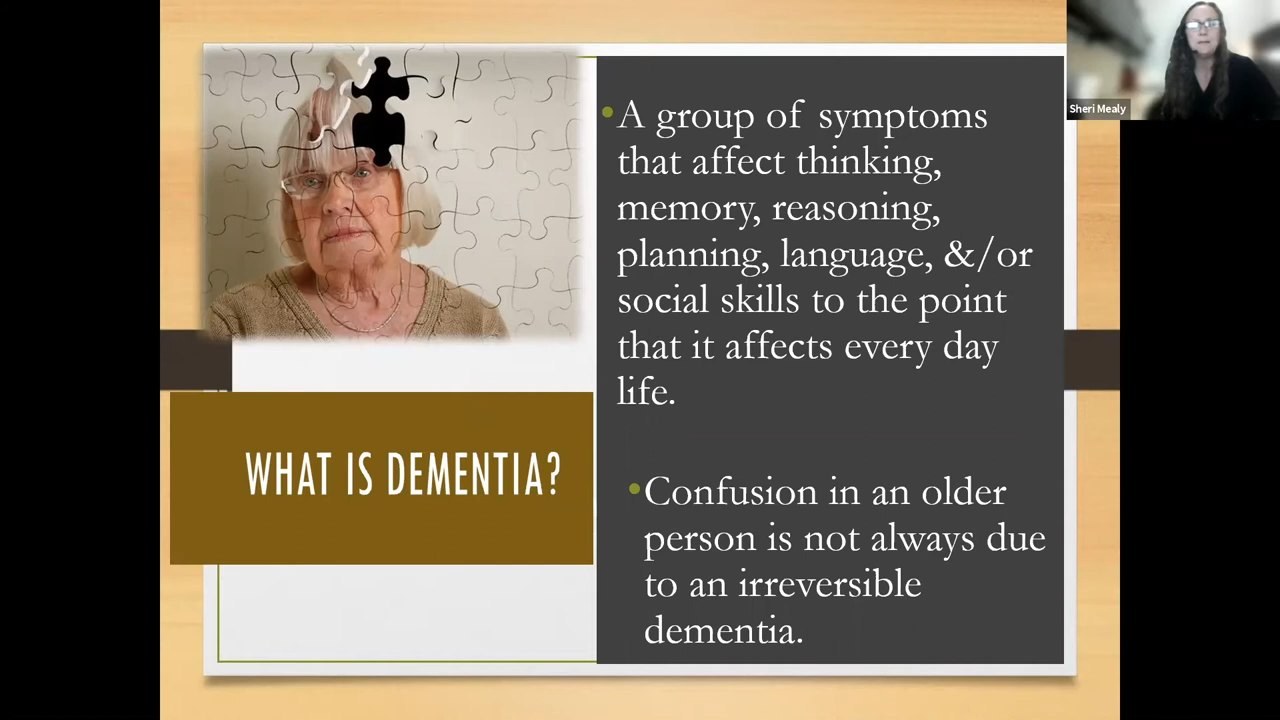 Sheri Mealy
WHAT IS DEMENTIA?
•A group of symptoms
that affect thinking,
memory, reasoning,
planning, language, &/or
social skills to the point
that it affects every day
life.
•Confusion in an older
person is not always due
to an irreversible
dementia.